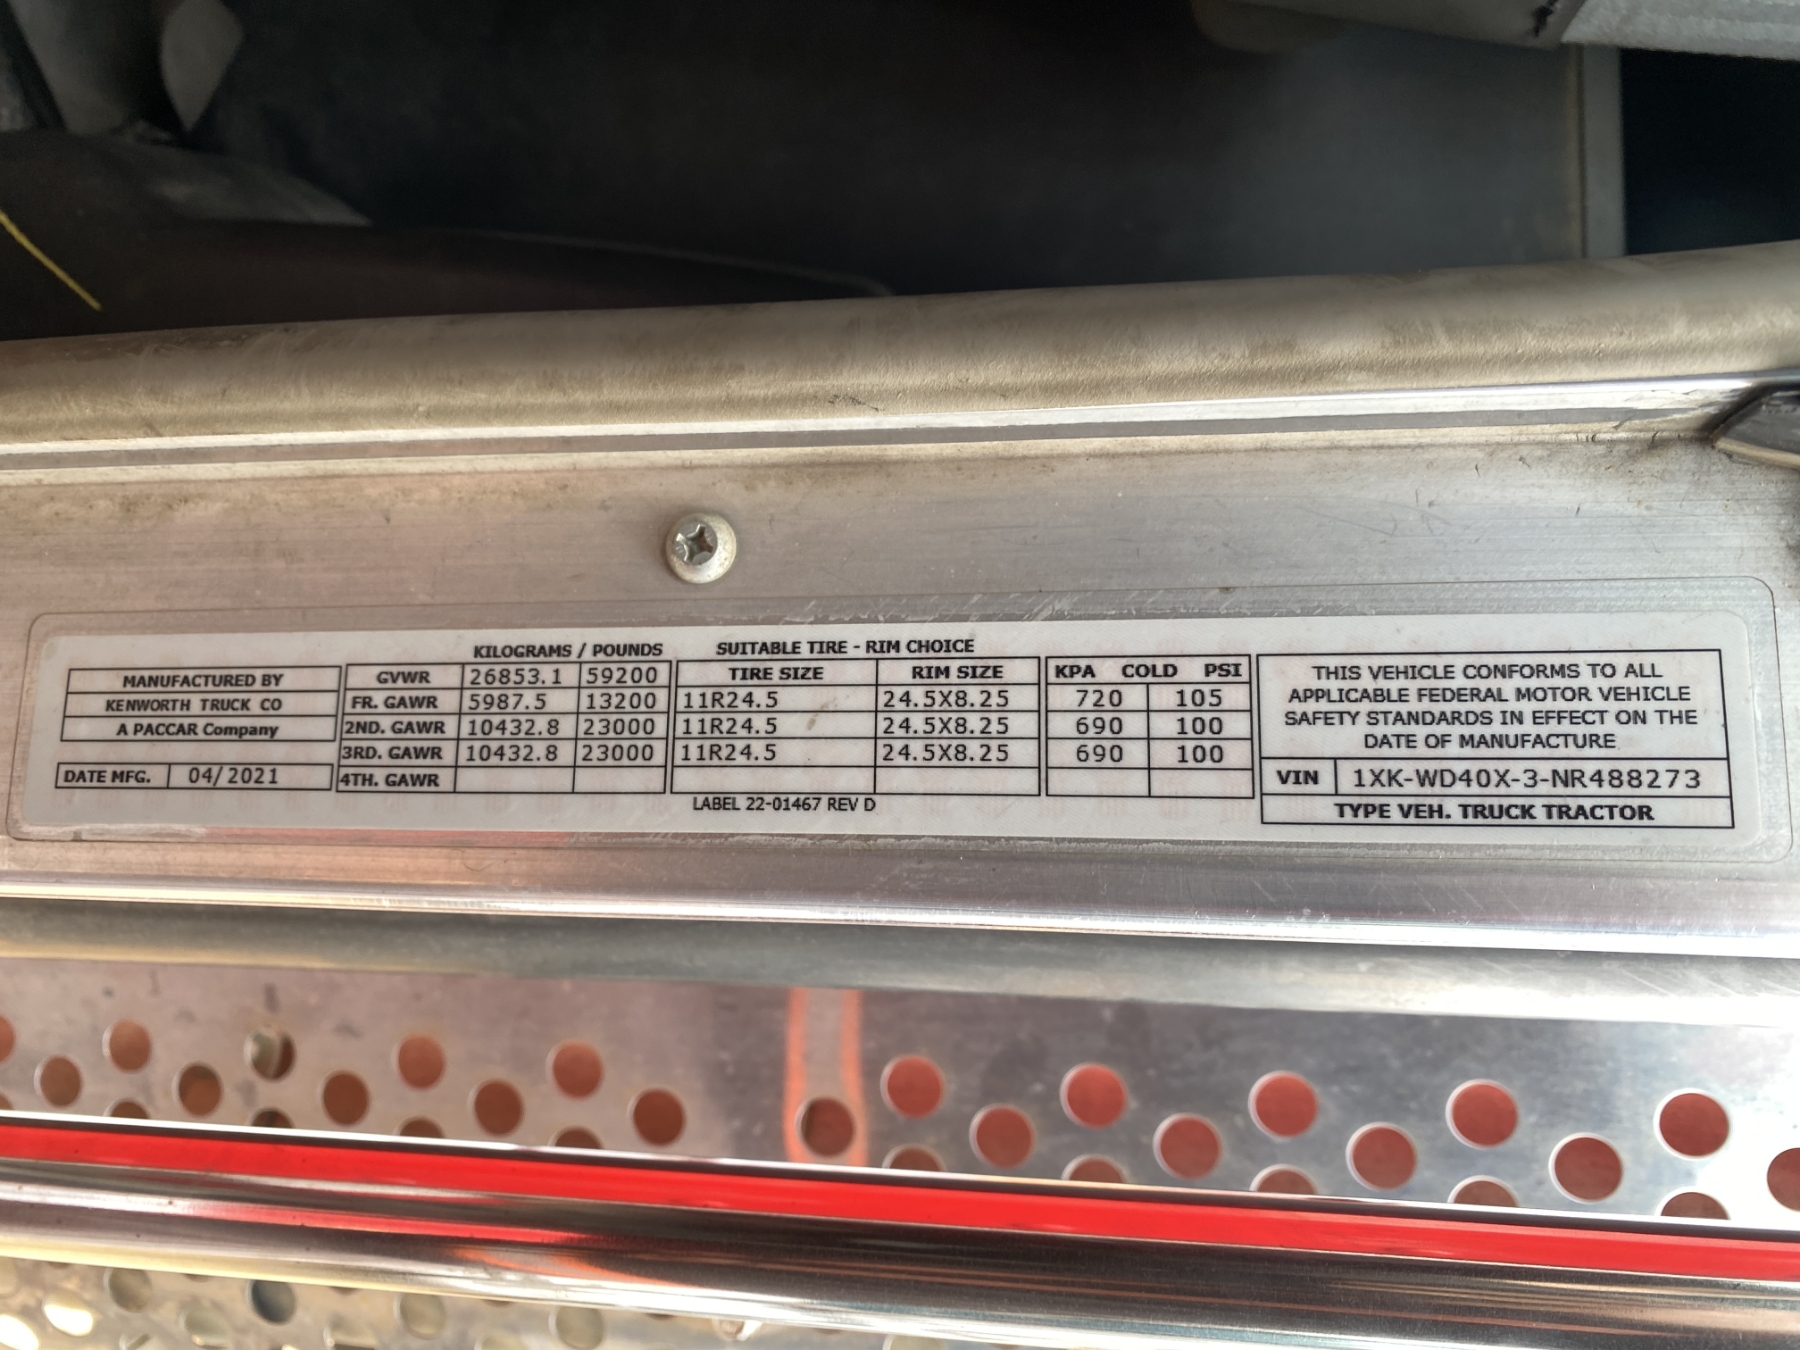 KILOGRAMS / POUNDS SUITABLE TIRE - RIM CHOICE
MANUFACTURED BY
KENWORTH TRUCK CO
A PACCAR Company
DATE MFG. 04/2021
GVWR 26853.1 59200
FR. GAWR 5987.5 13200
2ND. GAWR 10432.8 23000
3RD. GAWR 10432.8 23000
4TH. GAWR
TIRE SIZE RIM SIZE
11R24.5 24.5X8.25
11R24.5 24.5X8.25
11R24.5 24.5X8.25
LABEL 22-01467 REV D
KPA COLD PSI
720 105
690 100
690 100
THIS VEHICLE CONFORMS TO ALL
APPLICABLE FEDERAL MOTOR VEHICLE
SAFETY STANDARDS IN EFFECT ON THE
DATE OF MANUFACTURE
VIN 1XK-WD40X-3-NR488273
TYPE VEH. TRUCK TRACTOR